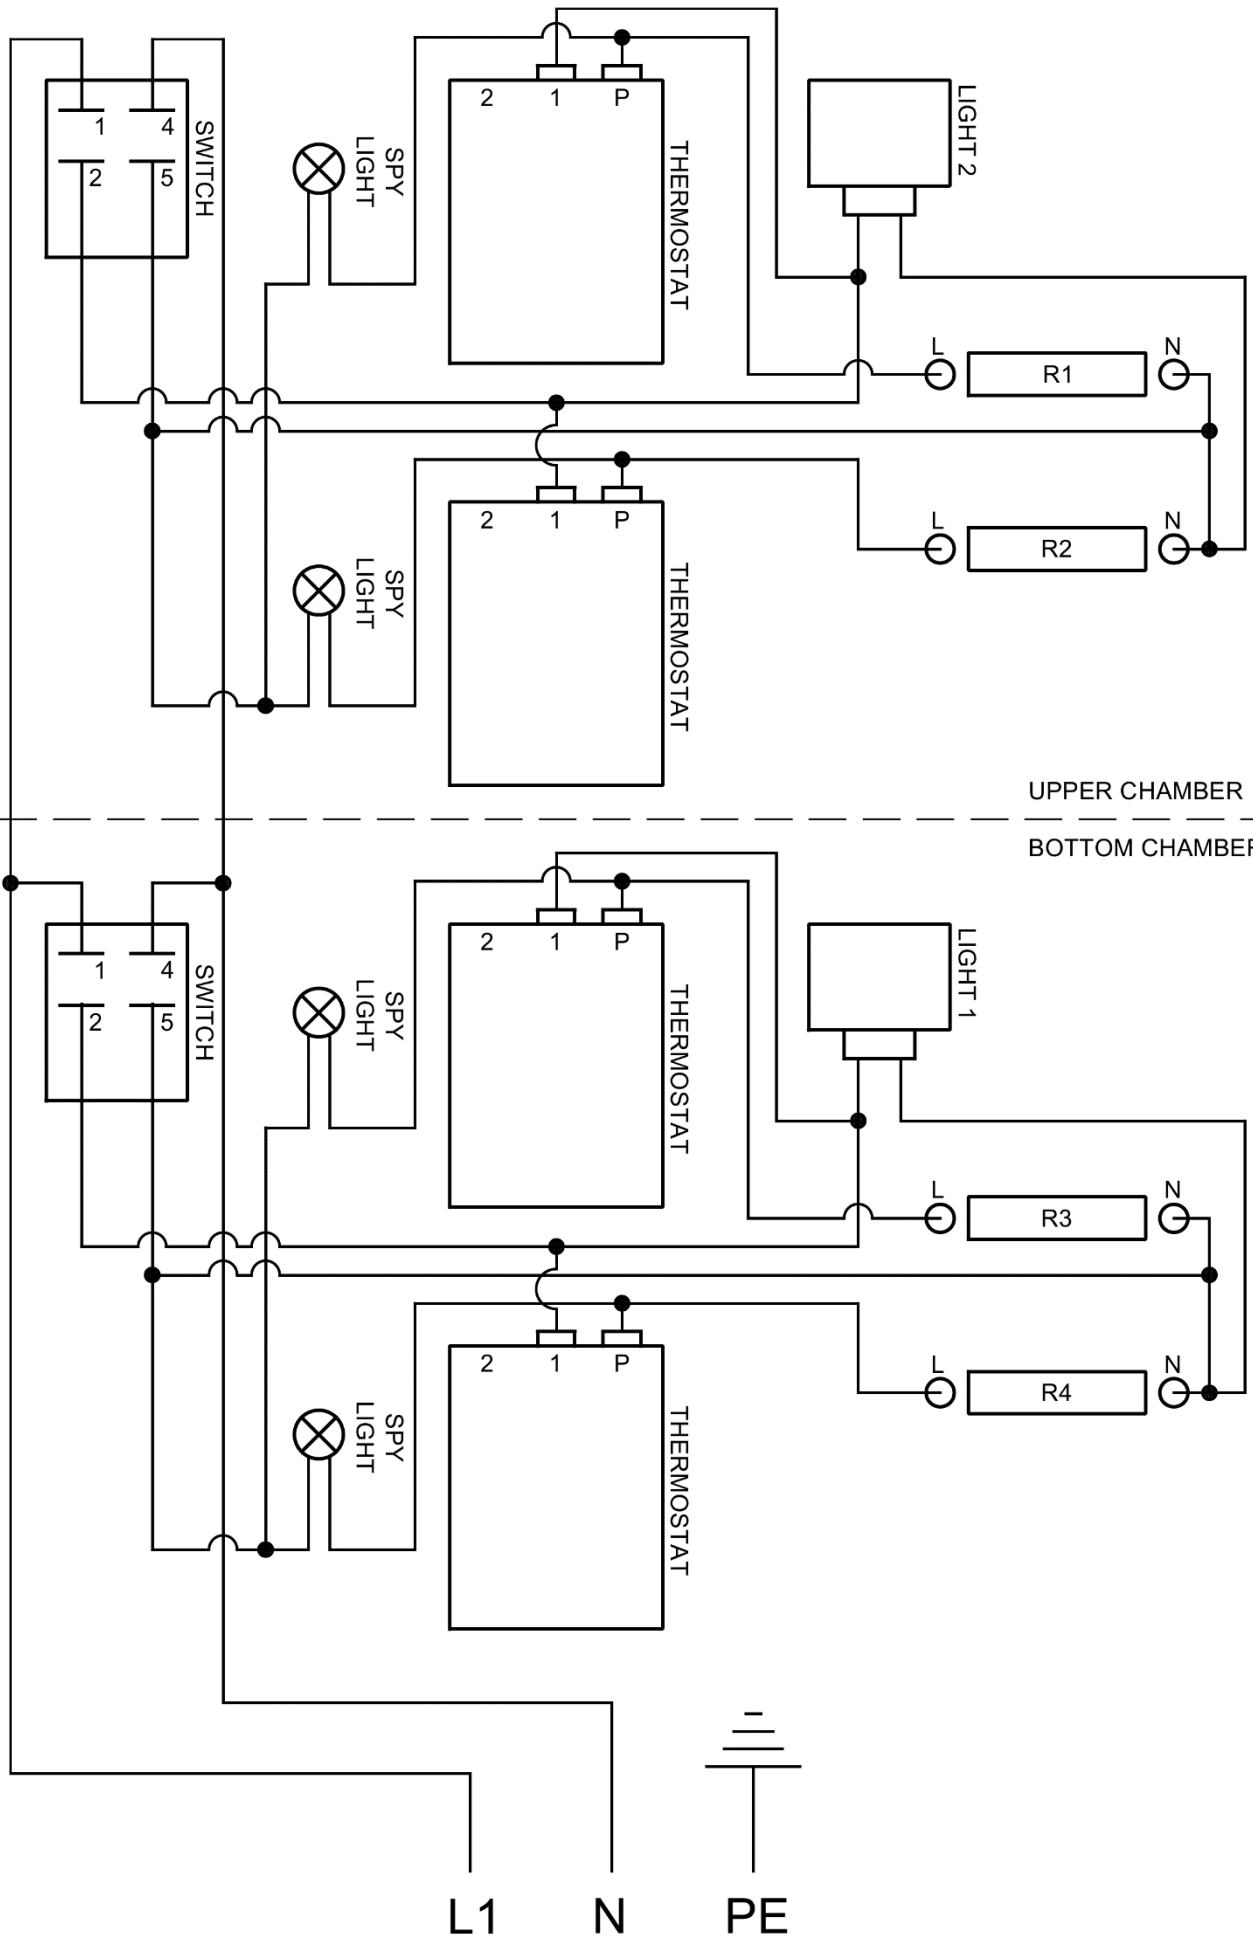 2 1 P
LIGHT 2
1 4
SWITCH
2 5
SPY
LIGHT
THERMOSTAT
L R1 N
2 1 P
L R2 N
SPY
LIGHT
THERMOSTAT
UPPER CHAMBER
BOTTOM CHAMBER
2 1 P
LIGHT 1
1 4
SWITCH
2 5
SPY
LIGHT
THERMOSTAT
L R3 N
2 1 P
L R4 N
SPY
LIGHT
THERMOSTAT
L1 N PE